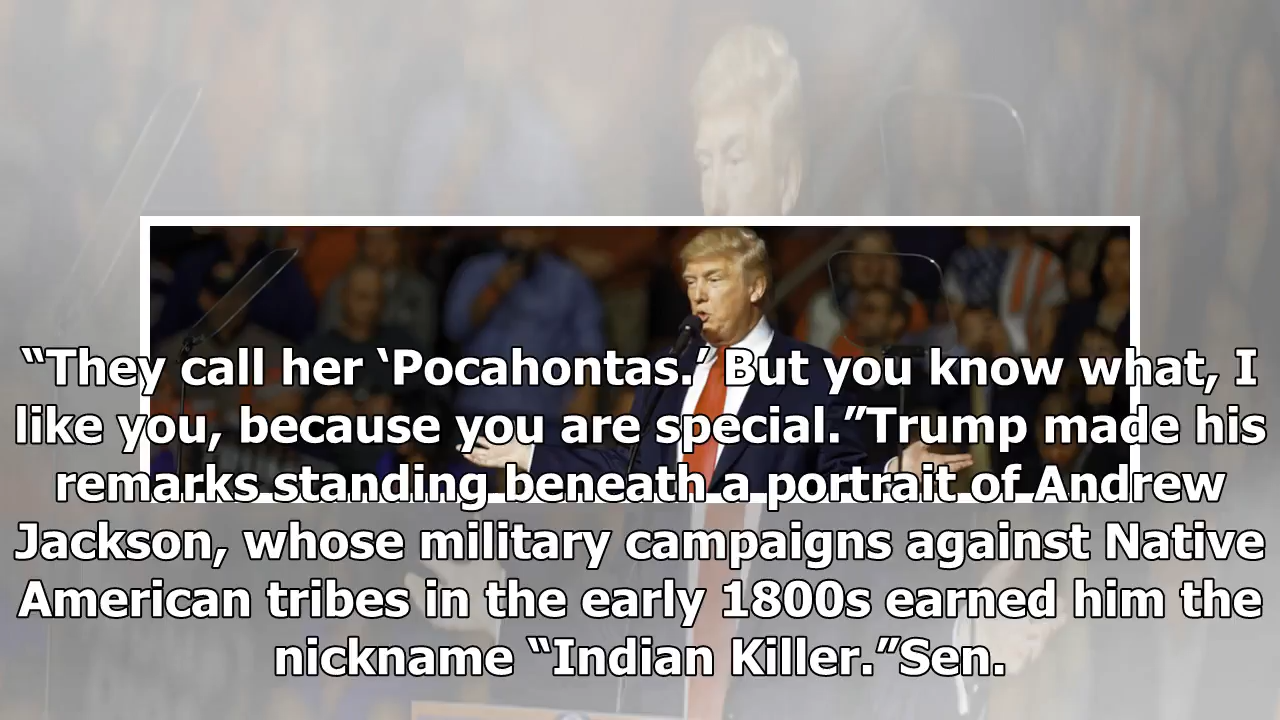 “They call her ‘Pocahontas.’ But you know what, I
like you, because you are special.”Trump made his
remarks standing beneath a portrait of Andrew
Jackson, whose military campaigns against Native
American tribes in the early 1800s earned him the
nickname “Indian Killer.”Sen.